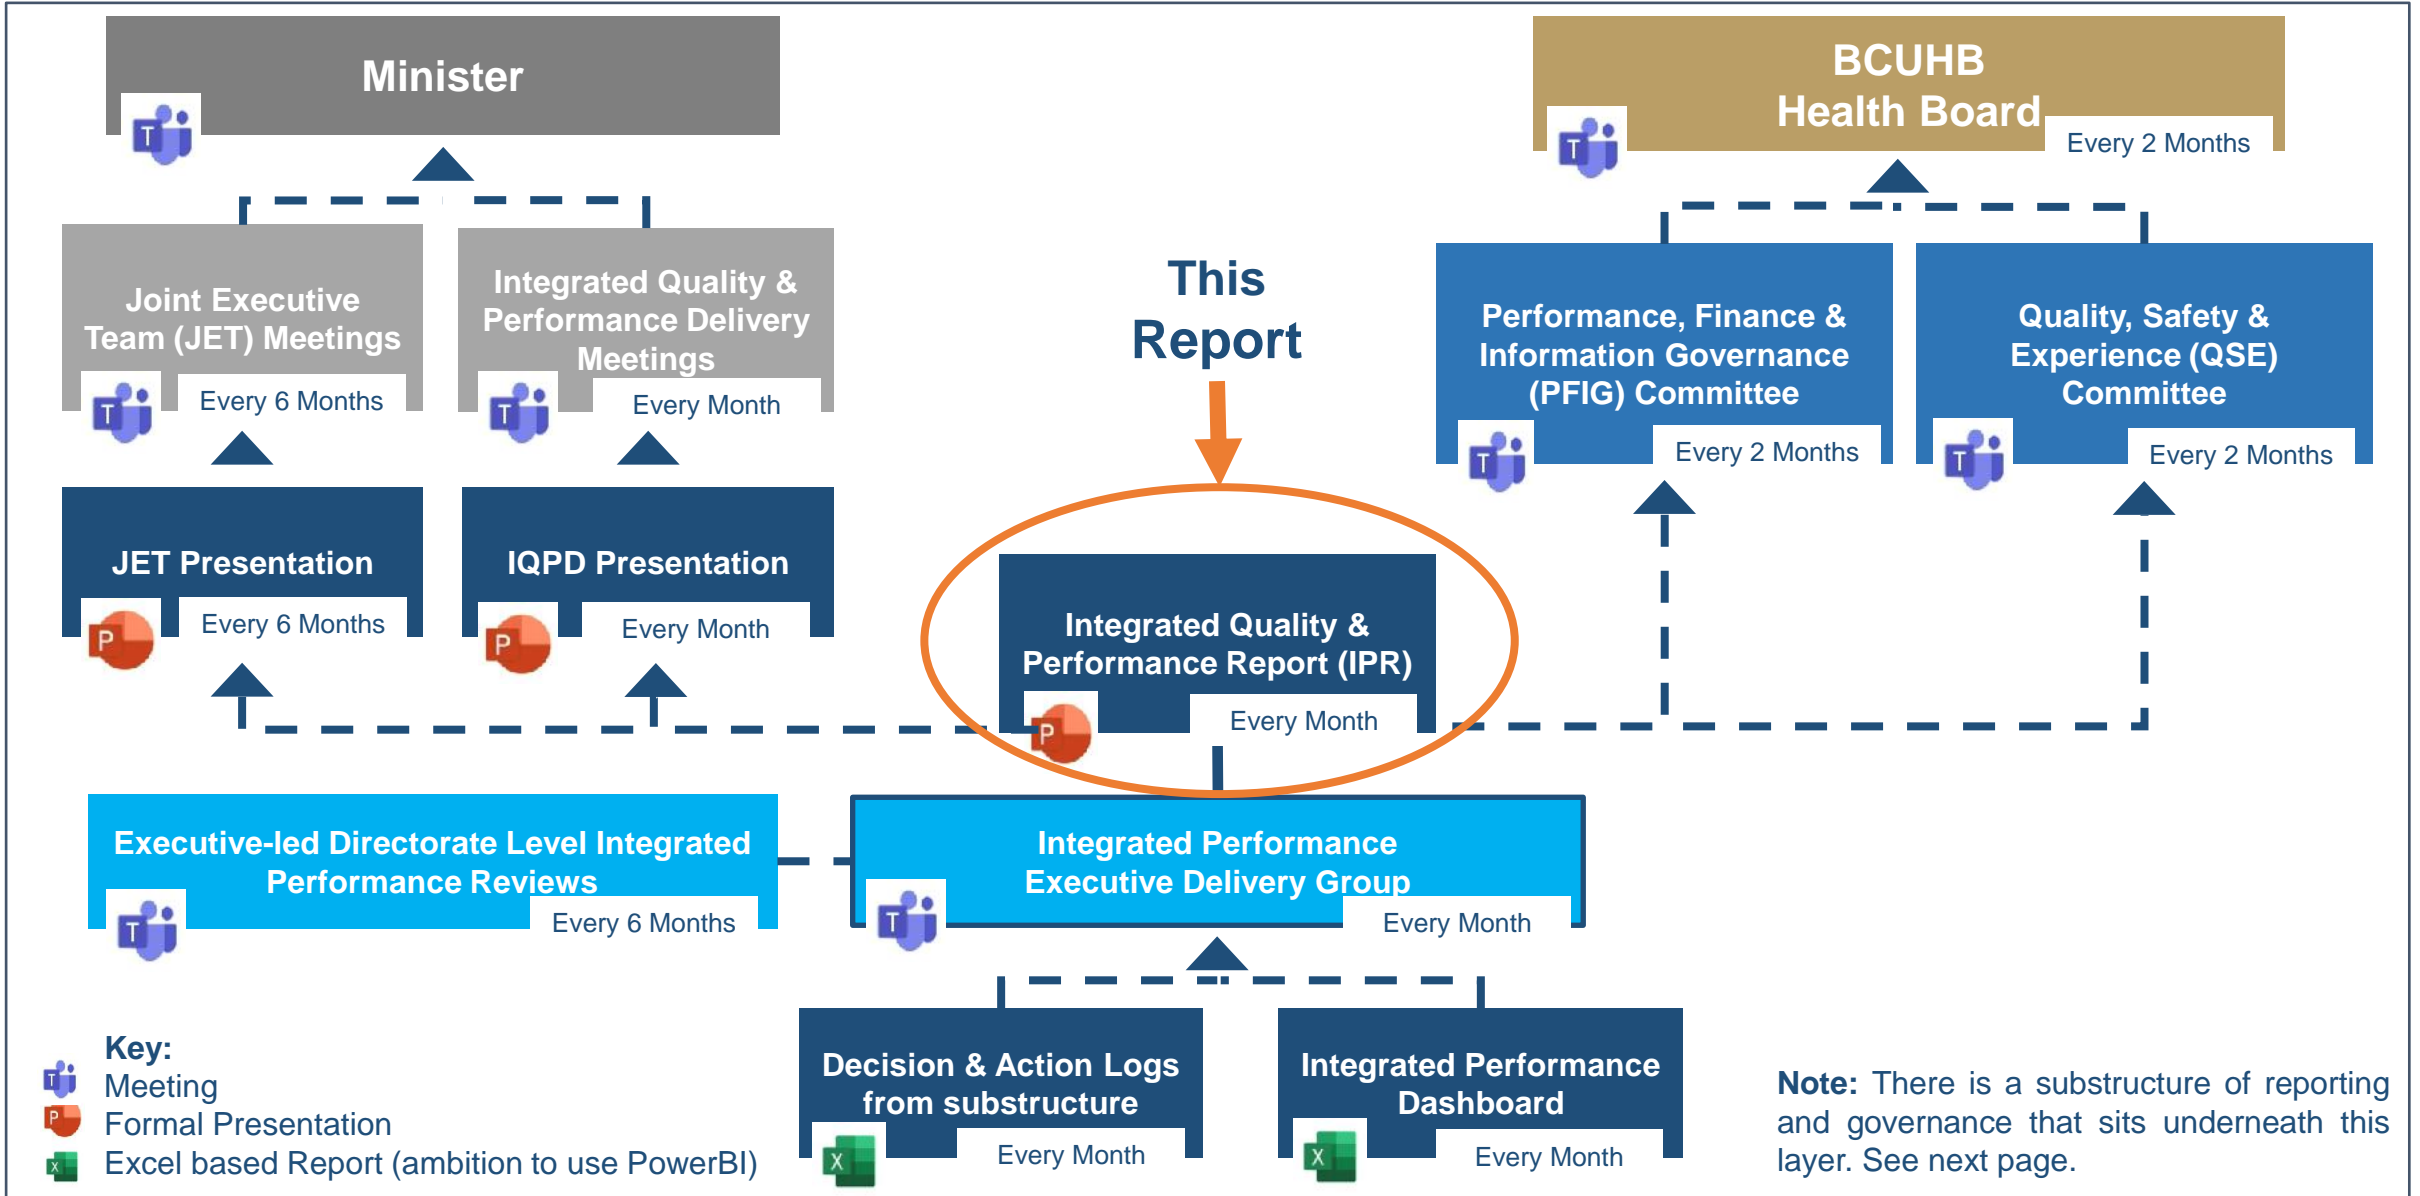 Minister
BCUHB
Health Board
Every 2 Months
Joint Executive
Team (JET) Meetings
Every 6 Months
Integrated Quality &
Performance Delivery
Meetings
Every Month
This
Report
Performance, Finance &
Information Governance
(PFIG) Committee
Every 2 Months
Quality, Safety &
Experience (QSE)
Committee
Every 2 Months
JET Presentation
Every 6 Months
IQPD Presentation
Every Month
Integrated Quality &
Performance Report (IPR)
Every Month
Executive-led Directorate Level Integrated
Performance Reviews
Every 6 Months
Integrated Performance
Executive Delivery Group
Every Month
Decision & Action Logs
from substructure
Every Month
Integrated Performance
Dashboard
Every Month
Key:
Meeting
Formal Presentation
Excel based Report (ambition to use PowerBI)
Note: There is a substructure of reporting
and governance that sits underneath this
layer. See next page.